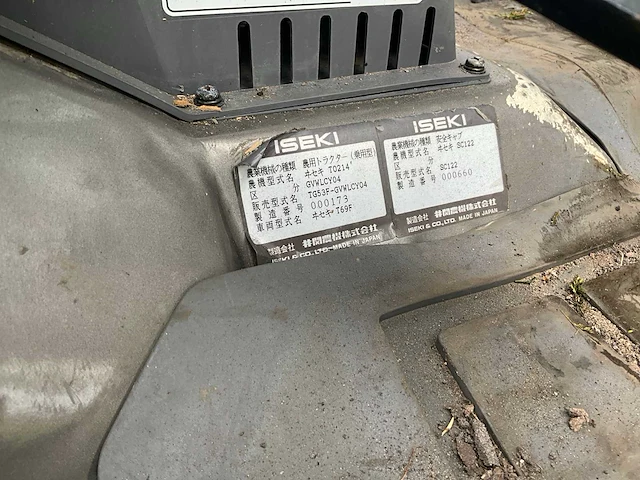 ISEKI
農業機械の種類 農用トラクター(乗用型)
農機型式名 ヰセキ TO214
区分 GVWLCY04
販売型式名 TG53F-GVWLCY04
製造番号 000173
車両型式名 ヰセキ T69F
製造会社 井関農機株式会社
ISEKI & CO., LTD. MADE IN JAPAN
ISEKI
農業機械の種類 安全キャブ
農機型式名 ヰセキ SC122
区分
販売型式名 SC122
製造番号 000660
製造会社 井関農機株式会社
ISEKI & CO., LTD. MADE IN JAPAN